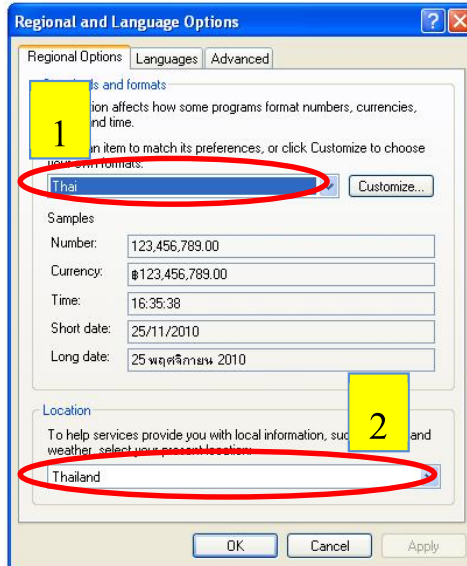 Regional and Language Options
Regional Options Languages Advanced
and formats
affects how some programs format numbers, currencies,
time.
1
an item to match its preferences, or click Customize to choose
your own formats:
Thai Customize...
Samples
Number: 123,456,789.00
Currency: ฿123,456,789.00
Time: 16:35:38
Short date: 25/11/2010
Long date: 25 พฤศจิกายน 2010
Location
To help services provide you with local information, and
2
weather, select your present location:
Thailand
OK Cancel Apply